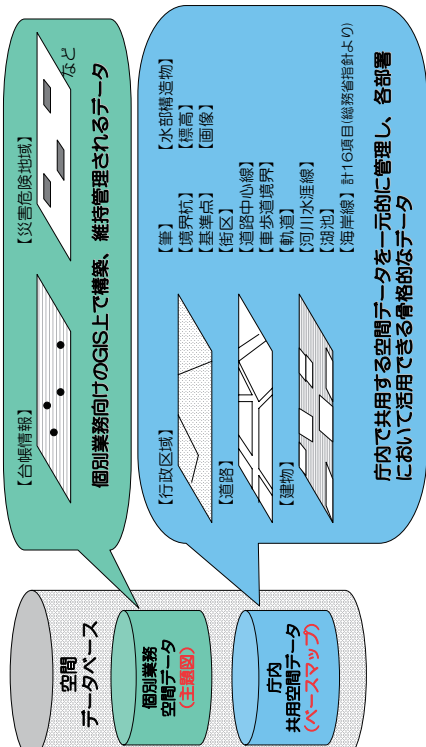 空間
データベース
個別業務
空間データ
(主題図)
庁内
共用空間データ
(ベースマップ)
【台帳情報】
【災害危険地域】
など
個別業務向けのGIS上で構築、維持管理されるデータ
【行政区域】
【道路】
【建物】
【筆】
【境界杭】
【基準点】
【街区】
【道路中心線】
【車歩道境界】
【軌道】
【河川水涯線】
【湖池】
【海岸線】計16項目(総務省指針より)
【水部構造物】
【標高】
【画像】
庁内で共用する空間データを一元的に管理し、各部署
において活用できる骨格的なデータ